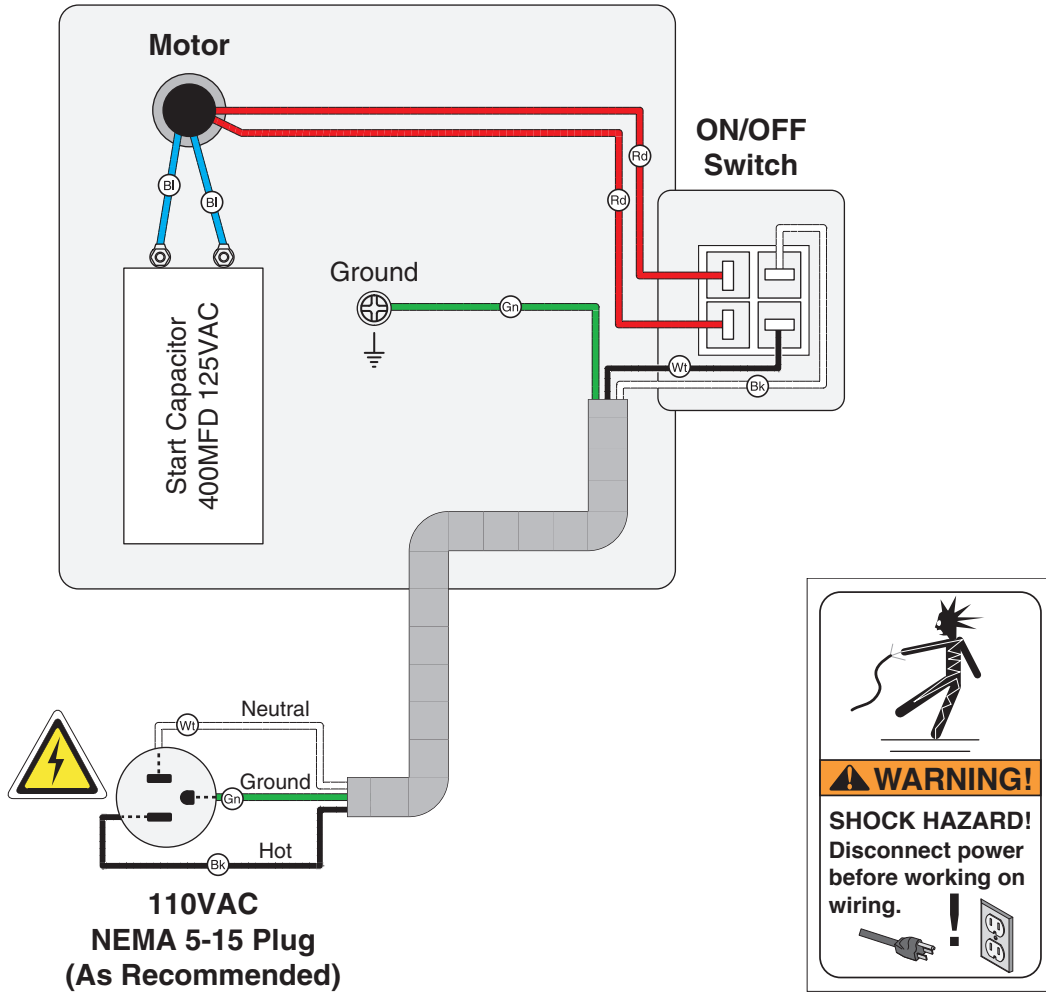 Motor
ON/OFF
Switch
Rd
Rd
Bl
Bl
Ground
Gn
Start Capacitor
400MFD 125VAC
Wt
Bk
Neutral
Wt
Ground
Gn
Hot
Bk
110VAC
NEMA 5-15 Plug
(As Recommended)
WARNING!
SHOCK HAZARD!
Disconnect power
before working on
wiring.
!